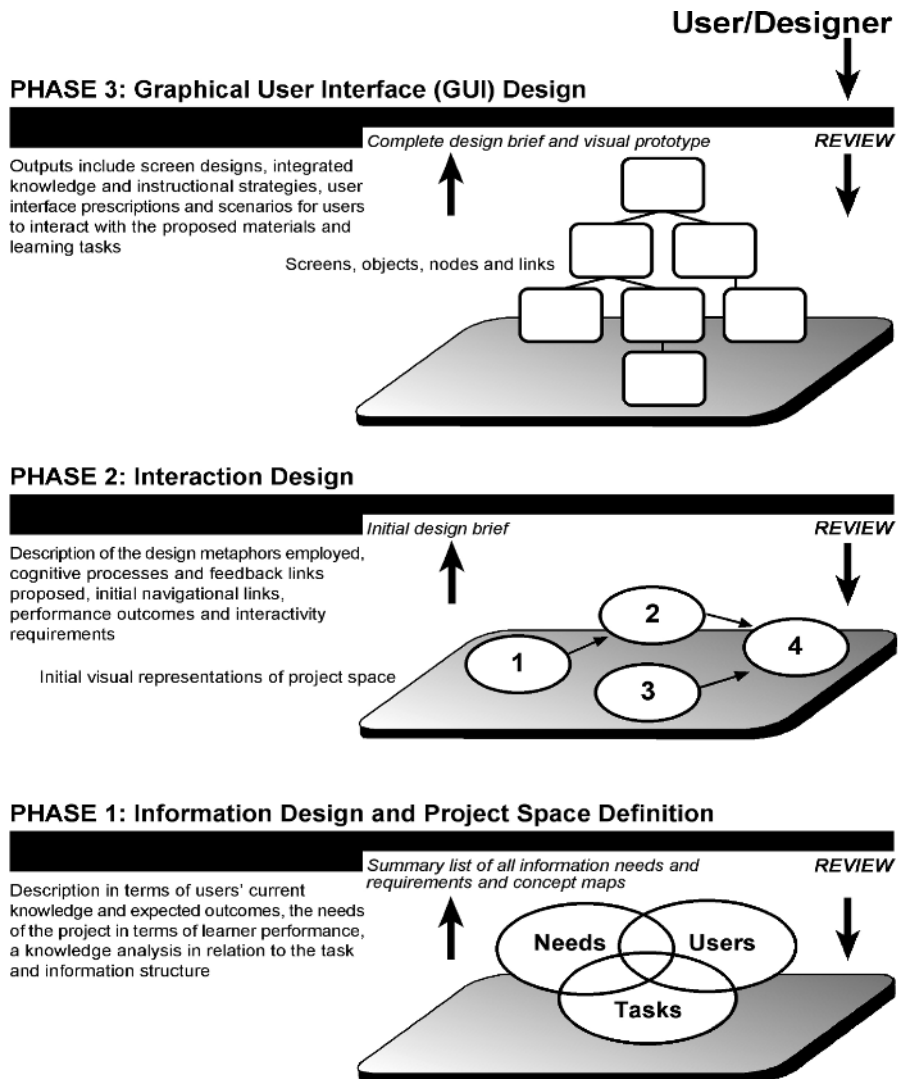 User/Designer
PHASE 3: Graphical User Interface (GUI) Design
Complete design brief and visual prototype
REVIEW
Outputs include screen designs, integrated
knowledge and instructional strategies, user
interface prescriptions and scenarios for users
to interact with the proposed materials and
learning tasks
Screens, objects, nodes and links
PHASE 2: Interaction Design
Initial design brief
REVIEW
Description of the design metaphors employed,
cognitive processes and feedback links
proposed, initial navigational links,
performance outcomes and interactivity
requirements
Initial visual representations of project space
1
2
3
4
PHASE 1: Information Design and Project Space Definition
Summary list of all information needs and
requirements and concept maps
REVIEW
Description in terms of users' current
knowledge and expected outcomes, the needs
of the project in terms of learner performance,
a knowledge analysis in relation to the task
and information structure
Needs
Users
Tasks